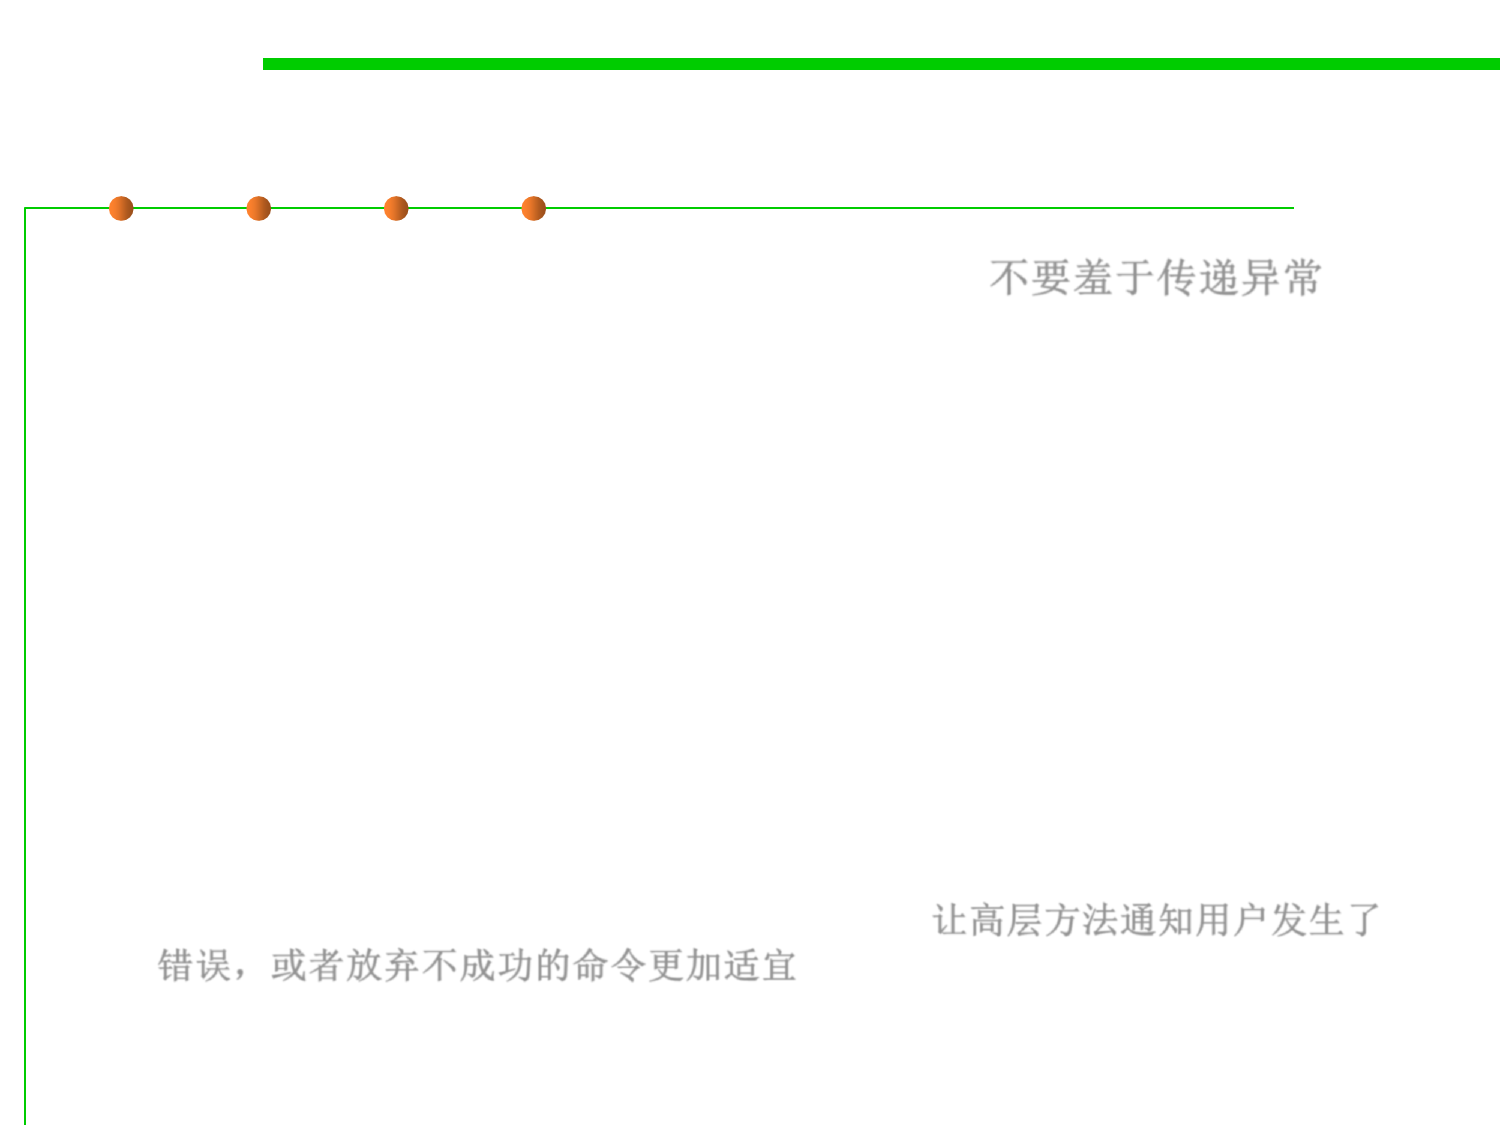 不要羞于传递异常
让高层方法通知用户发生了
错误，或者放弃不成功的命令更加适宜